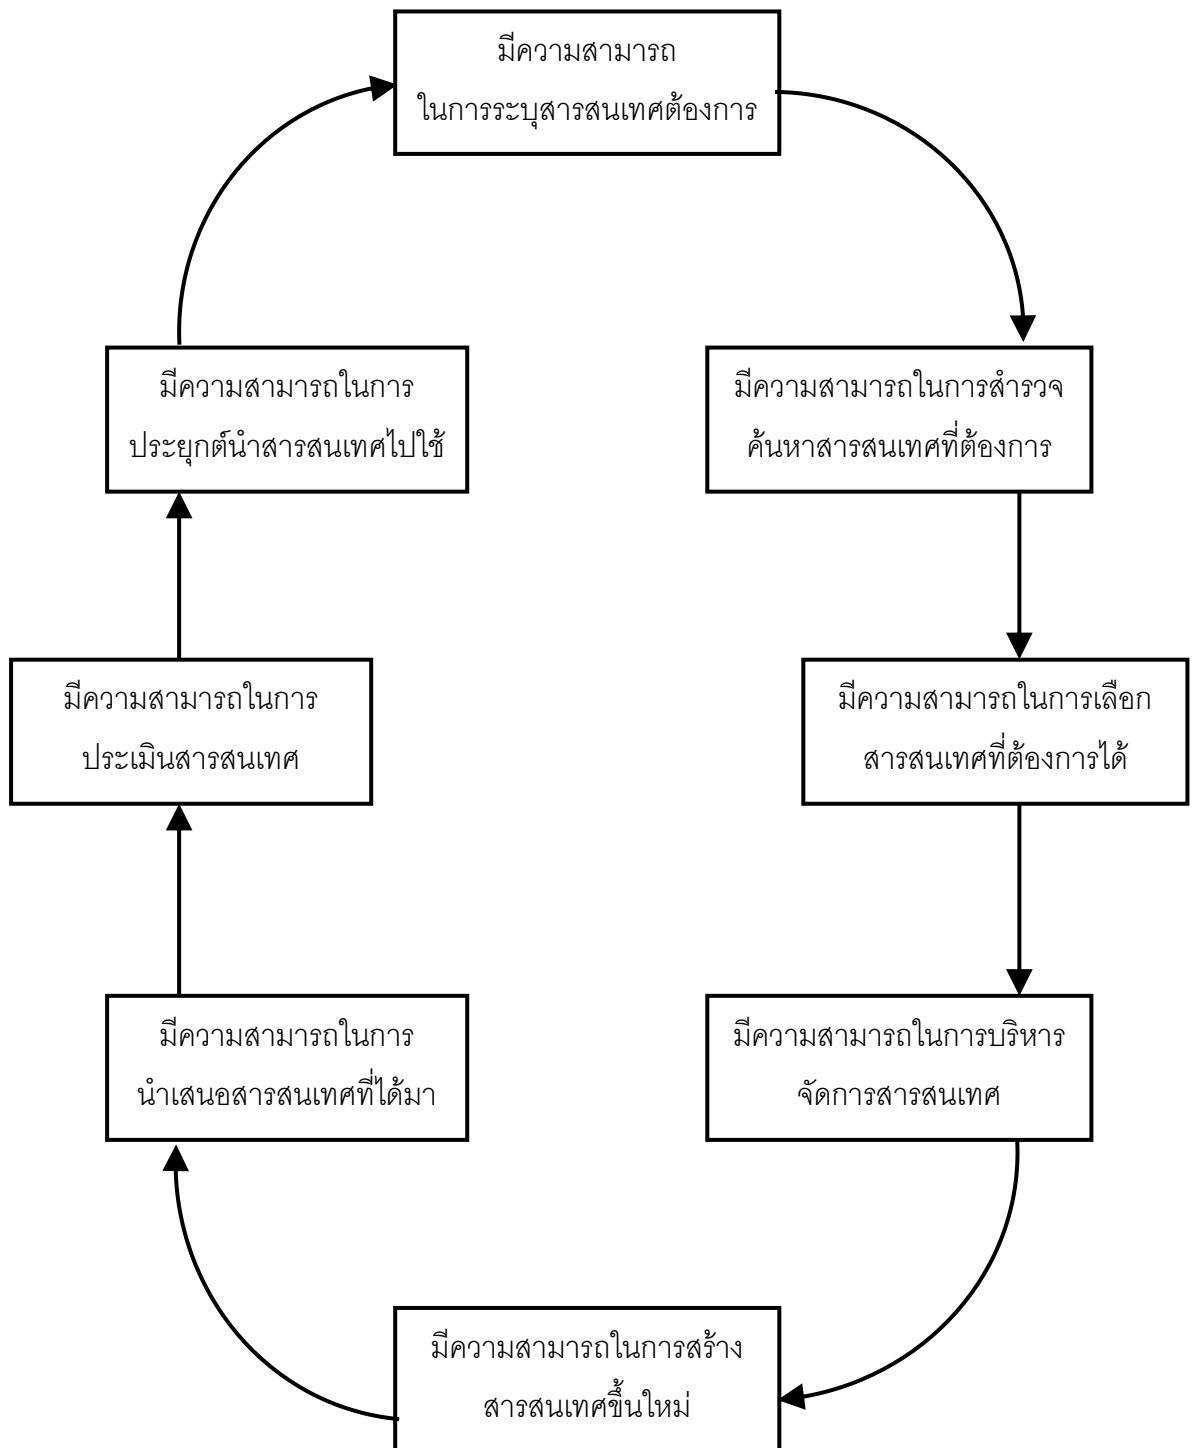 มีความสามารถ
ในการระบุสารสนเทศต้องการ
มีความสามารถในการสำรวจ
ค้นหาสารสนเทศที่ต้องการ
มีความสามารถในการเลือก
สารสนเทศที่ต้องการได้
มีความสามารถในการบริหาร
จัดการสารสนเทศ
มีความสามารถในการสร้าง
สารสนเทศขึ้นใหม่
มีความสามารถในการ
นำเสนอสารสนเทศที่ได้มา
มีความสามารถในการ
ประเมินสารสนเทศ
มีความสามารถในการ
ประยุกต์นำสารสนเทศไปใช้